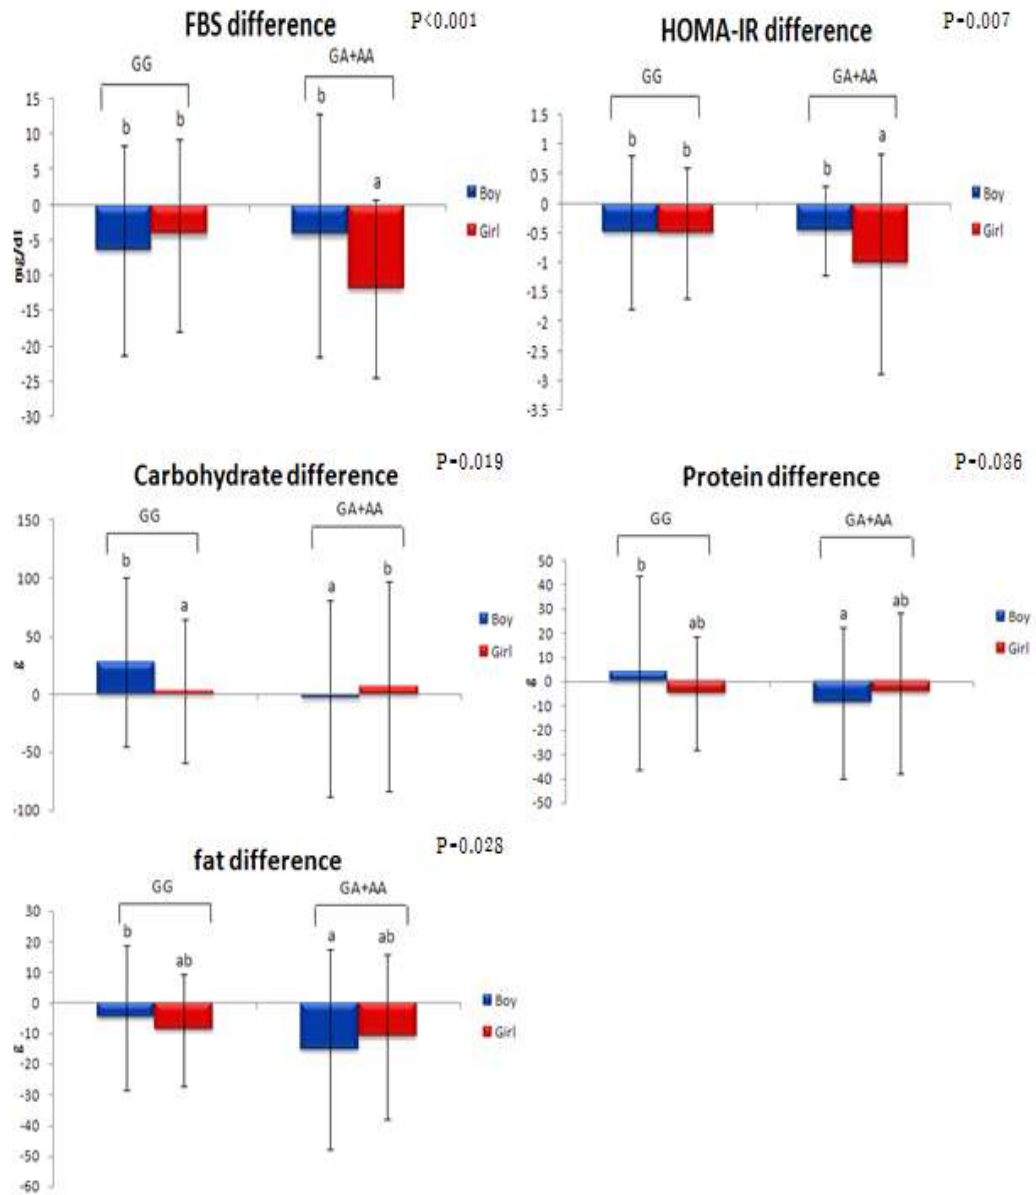 FBS difference
P<0.001
GG
GA+AA
15
10
5
0
-5
-10
-15
-20
-25
-30
mg/dl
b
b
b
a
Boy
Girl
HOMA-IR difference
P=0.007
GG
GA+AA
1.5
1
0.5
0
-0.5
-1
-1.5
-2
-2.5
-3
-3.5
b
b
b
a
Boy
Girl
Carbohydrate difference
P=0.019
GG
GA+AA
150
100
50
0
-50
-100
g
b
a
a
b
Boy
Girl
Protein difference
P=0.036
GG
GA+AA
50
40
30
20
10
0
-10
-20
-30
-40
-50
g
b
ab
a
ab
Boy
Girl
fat difference
P=0.028
GG
GA+AA
30
20
10
0
-10
-20
-30
-40
-50
-60
g
b
ab
a
ab
Boy
Girl